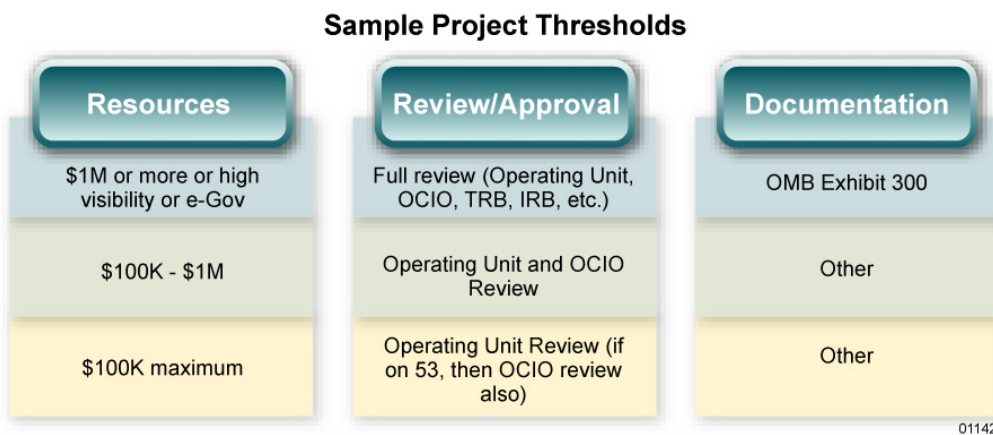 Sample Project Thresholds
Resources
Review/Approval
Documentation
$1M or more or high
visibility or e-Gov
Full review (Operating Unit,
OCIO, TRB, IRB, etc.)
OMB Exhibit 300
$100K - $1M
Operating Unit and OCIO
Review
Other
$100K maximum
Operating Unit Review (if
on 53, then OCIO review
also)
Other
01142